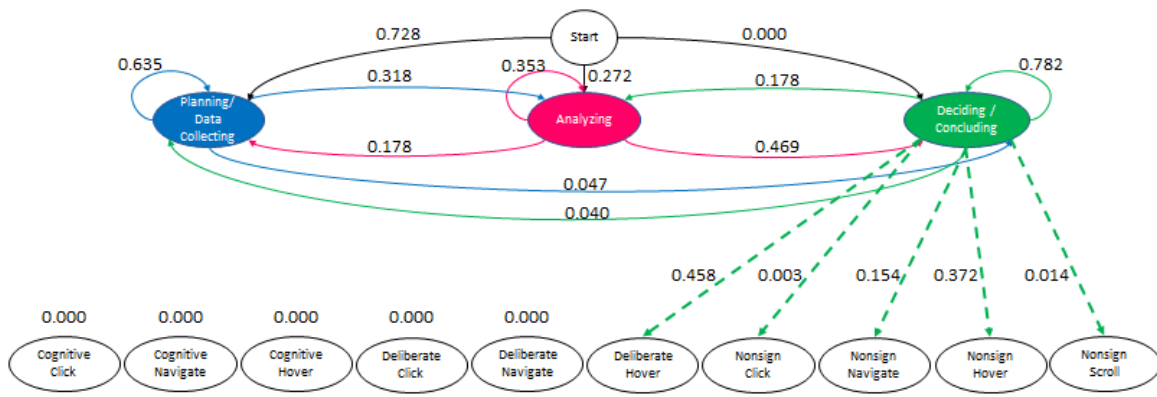 Start
0.728
0.000
0.635
0.318
0.353
0.272
0.178
0.782
Planning/
Data
Collecting
Analyzing
Deciding /
Concluding
0.178
0.469
0.047
0.040
0.458
0.003
0.154
0.372
0.014
0.000
0.000
0.000
0.000
0.000
Cognitive
Click
Cognitive
Navigate
Cognitive
Hover
Deliberate
Click
Deliberate
Navigate
Deliberate
Hover
Nonsign
Click
Nonsign
Navigate
Nonsign
Hover
Nonsign
Scroll